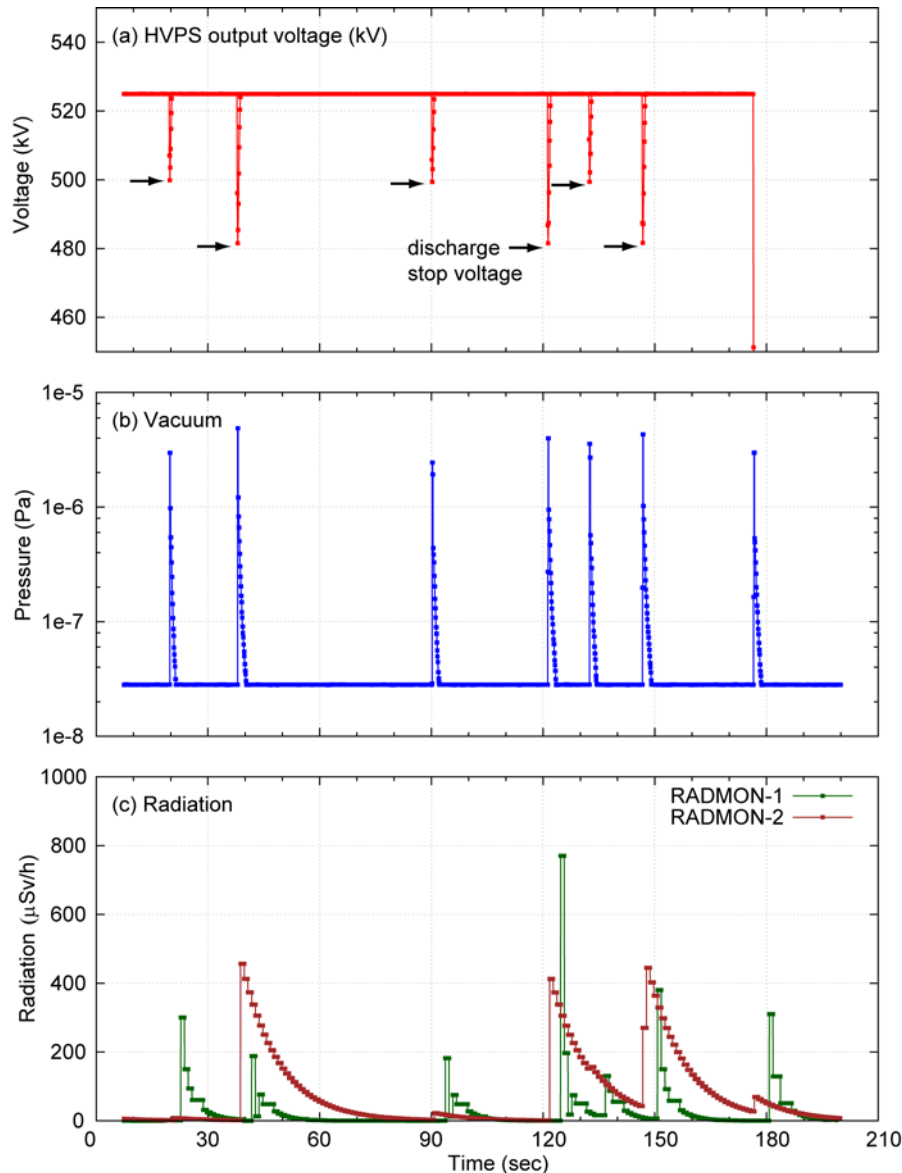 (a) HVPS output voltage (kV)
Voltage (kV)
540
520
500
480
460
discharge
stop voltage
(b) Vacuum
Pressure (Pa)
1e-5
1e-6
1e-7
1e-8
(c) Radiation
RADMON-1
RADMON-2
Radiation (μSv/h)
1000
800
600
400
200
0
0 30 60 90 120 150 180 210
Time (sec)